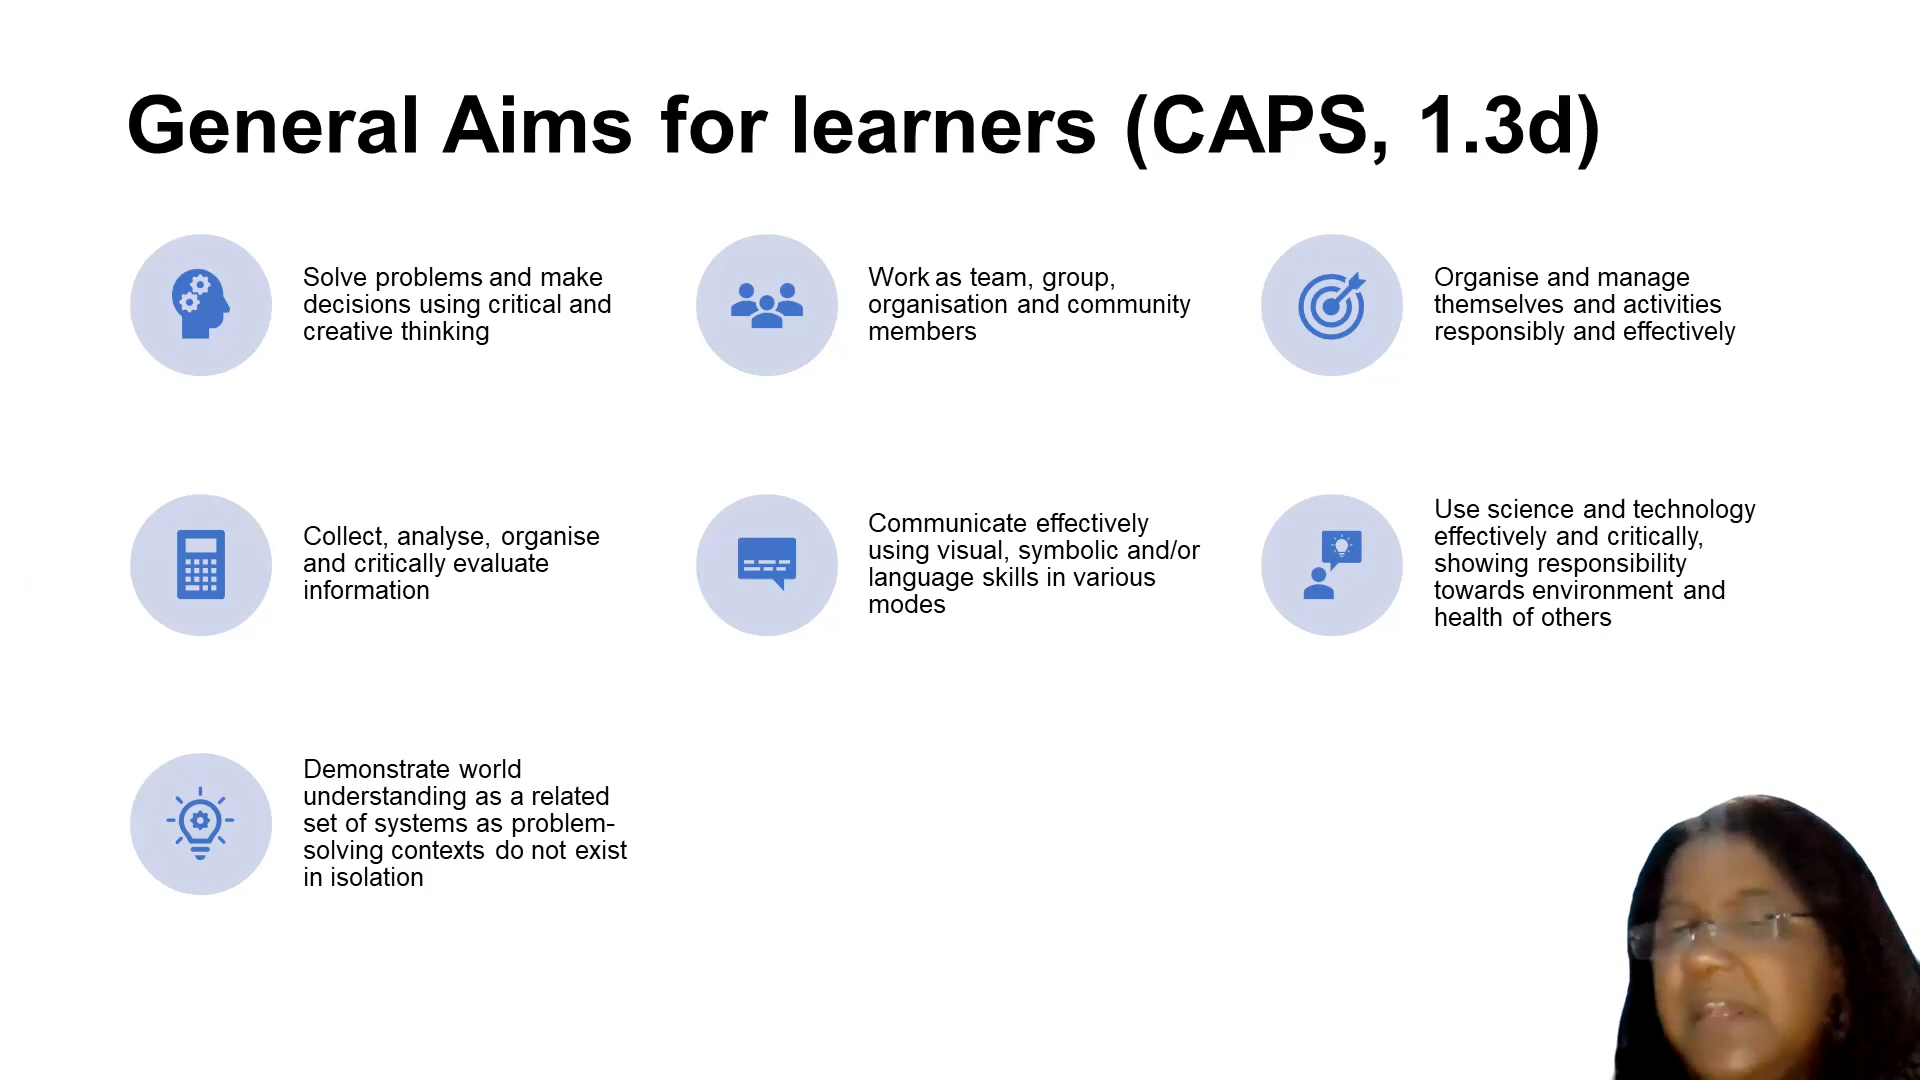 General Aims for learners (CAPS, 1.3d)
Solve problems and make
decisions using critical and
creative thinking
Work as team, group,
organisation and community
members
Organise and manage
themselves and activities
responsibly and effectively
Collect, analyse, organise
and critically evaluate
information
Communicate effectively
using visual, symbolic and/or
language skills in various
modes
Use science and technology
effectively and critically,
showing responsibility
towards environment and
health of others
Demonstrate world
understanding as a related
set of systems as problem-
solving contexts do not exist
in isolation